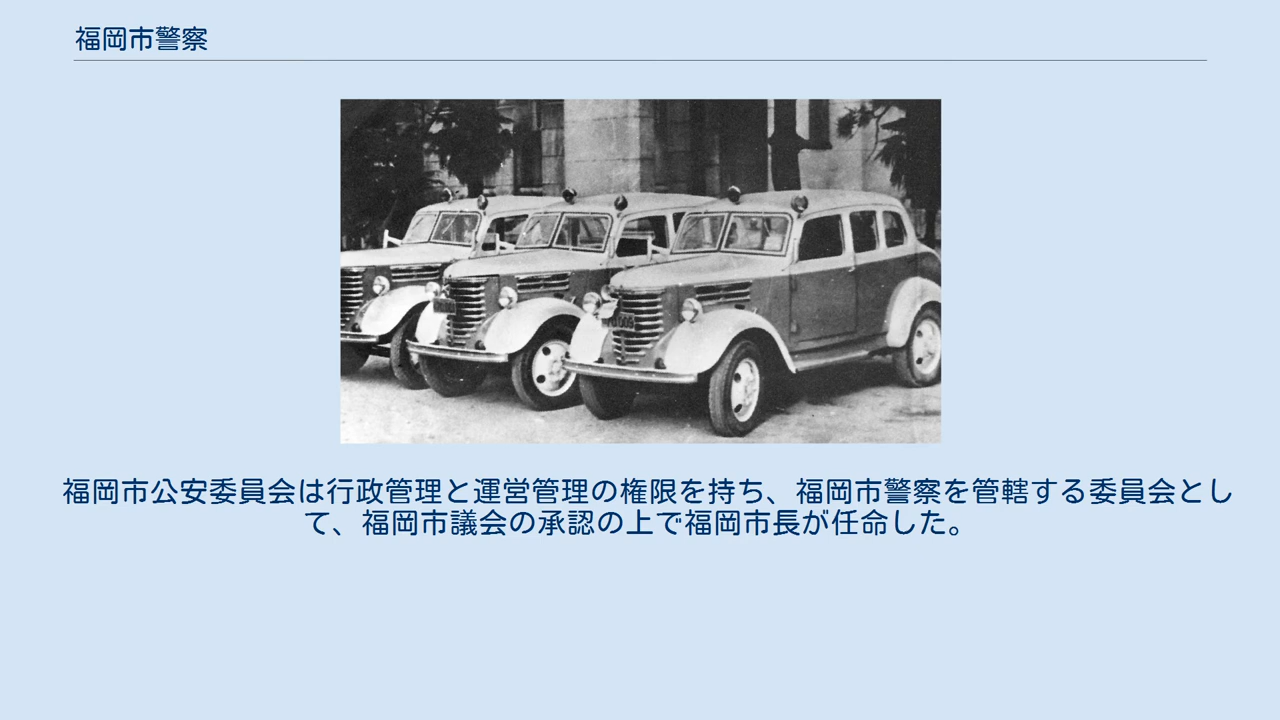 福岡市警察
福岡市公安委員会は行政管理と運営管理の権限を持ち、福岡市警察を管轄する委員会とし
て、福岡市議会の承認の上で福岡市長が任命した。